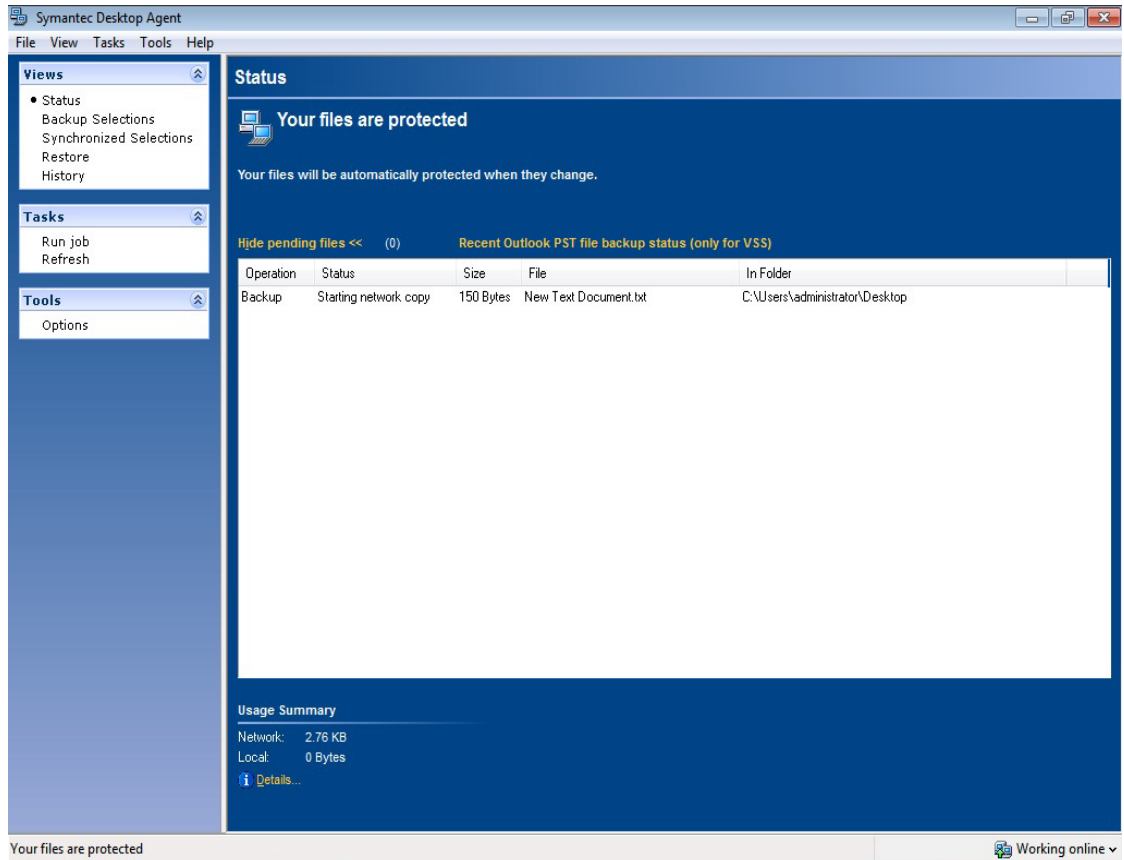 Symantec Desktop Agent
File View Tasks Tools Help
Views
Status
Backup Selections
Synchronized Selections
Restore
History
Tasks
Run job
Refresh
Tools
Options
Status
Your files are protected
Your files will be automatically protected when they change.
Hide pending files << (0) Recent Outlook PST file backup status (only for VSS)
Operation Status Size File In Folder
Backup Starting network copy 150 Bytes New Text Document.txt C:\Users\administrator\Desktop
Usage Summary
Network: 2.76 KB
Local: 0 Bytes
Details...
Your files are protected Working online